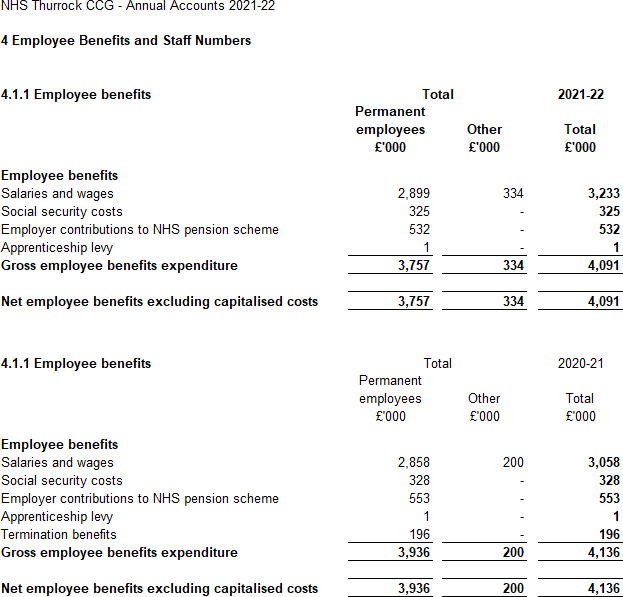 NHS Thurrock CCG - Annual Accounts 2021-22
4 Employee Benefits and Staff Numbers
4.1.1 Employee benefits Total 2021-22
Permanent
employees Other Total
£'000 £'000 £'000
Employee benefits
Salaries and wages 2,899 334 3,233
Social security costs 325 - 325
Employer contributions to NHS pension scheme 532 - 532
Apprenticeship levy 1 - 1
Gross employee benefits expenditure 3,757 334 4,091
Net employee benefits excluding capitalised costs 3,757 334 4,091
4.1.1 Employee benefits Total 2020-21
Permanent
employees Other Total
£'000 £'000 £'000
Employee benefits
Salaries and wages 2,858 200 3,058
Social security costs 328 - 328
Employer contributions to NHS pension scheme 553 - 553
Apprenticeship levy 1 - 1
Termination benefits 196 - 196
Gross employee benefits expenditure 3,936 200 4,136
Net employee benefits excluding capitalised costs 3,936 200 4,136